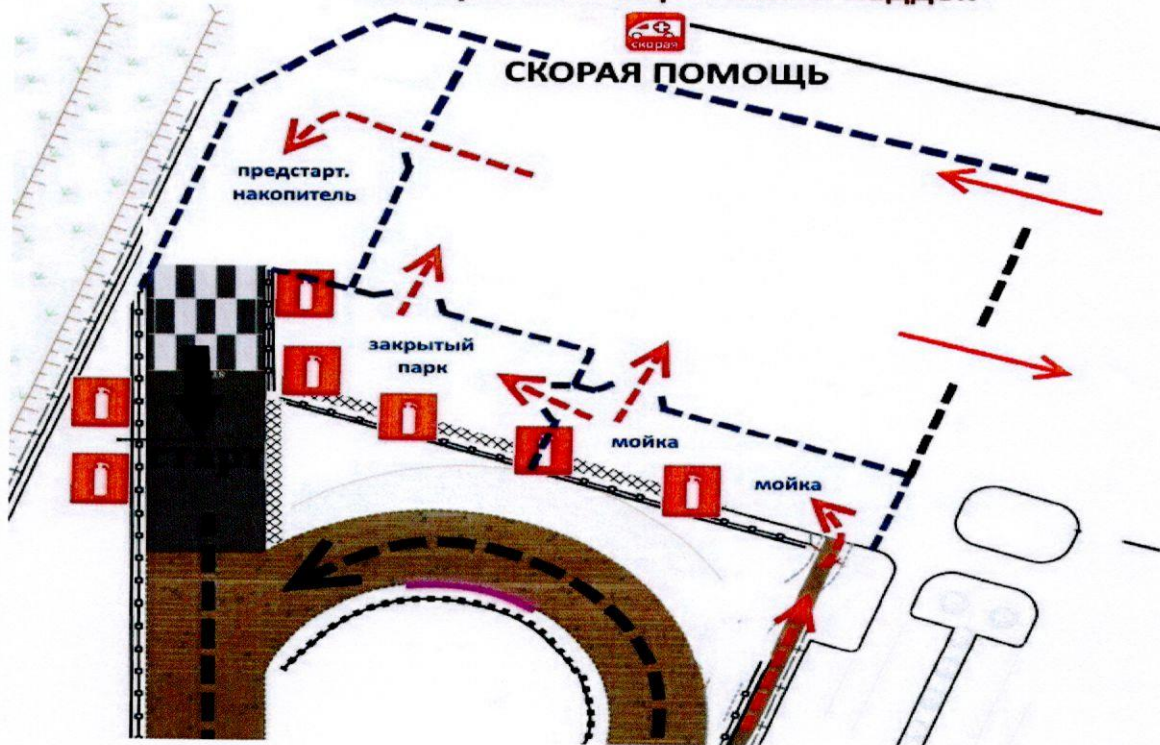 скорая
СКОРАЯ ПОМОЩЬ
предстарт.
накопитель
закрытый
парк
мойка
мойка